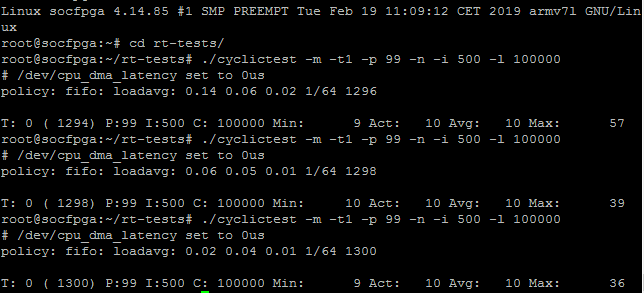 Linux socfpga 4.14.85 #1 SMP PREEMPT Tue Feb 19 11:09:12 CET 2019 armv7l GNU/Lin
ux
root@socfpga:~# cd rt-tests/
root@socfpga:~/rt-tests# ./cyclictest -m -t1 -p 99 -n -i 500 -l 100000
# /dev/cpu_dma_latency set to 0us
policy: fifo: loadavg: 0.14 0.06 0.02 1/64 1296
T: 0 ( 1294) P:99 I:500 C: 100000 Min:      9 Act:   10 Avg:   10 Max:      57
root@socfpga:~/rt-tests# ./cyclictest -m -t1 -p 99 -n -i 500 -l 100000
# /dev/cpu_dma_latency set to 0us
policy: fifo: loadavg: 0.06 0.05 0.01 1/64 1298
T: 0 ( 1298) P:99 I:500 C: 100000 Min:     10 Act:   10 Avg:   10 Max:      39
root@socfpga:~/rt-tests# ./cyclictest -m -t1 -p 99 -n -i 500 -l 100000
# /dev/cpu_dma_latency set to 0us
policy: fifo: loadavg: 0.02 0.04 0.01 1/64 1300
T: 0 ( 1300) P:99 I:500 C: 100000 Min:      9 Act:   10 Avg:   10 Max:      36